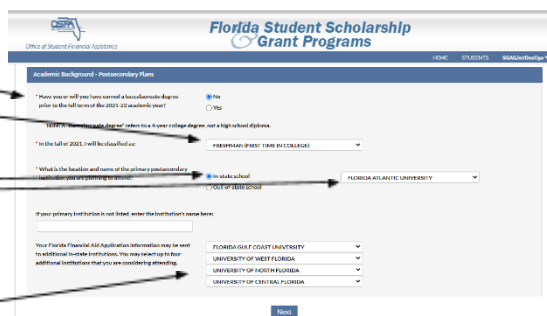 OSFA
Office of Student Financial Assistance
Florida Student Scholarship
Grant Programs
HOME STUDENTS
Academic Background - Postsecondary Plans
* Have you or will you have earned a baccalaureate degree
prior to the fall term of the 2021-22 academic year?
No
Yes
Note: A "baccalaureate degree" refers to a 4-year college degree, not a high school diploma.
* In the fall of 2021, I will be classified as:
FRESHMAN (FIRST TIME IN COLLEGE)
* What is the location and name of the primary postsecondary
institution you are planning to attend?
In-state school
FLORIDA ATLANTIC UNIVERSITY
Out-of-state school
If your primary institution is not listed, enter the institution's name here:
Your Florida Financial Aid Application information may be sent
to additional in-state institutions. You may select up to four
additional institutions that you are considering attending.
FLORIDA GULF COAST UNIVERSITY
UNIVERSITY OF WEST FLORIDA
UNIVERSITY OF NORTH FLORIDA
UNIVERSITY OF CENTRAL FLORIDA
Next